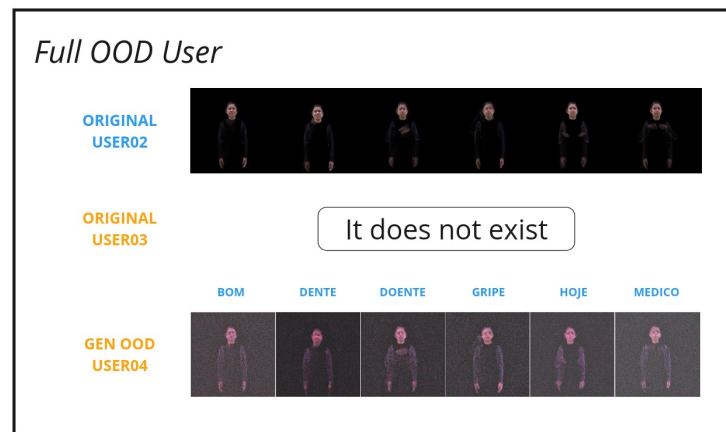 Full OOD User
ORIGINAL
USER02
ORIGINAL
USER03
It does not exist
BOM DENTE DOENTE GRIPE HOJE MEDICO
GEN OOD
USER04